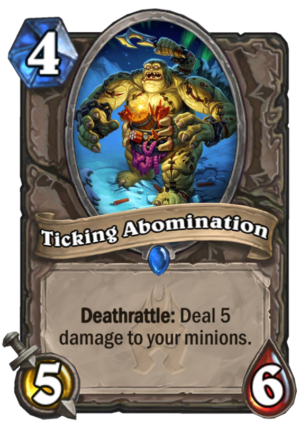 4
Ticking Abomination
Deathrattle: Deal 5
damage to your minions.
5
6